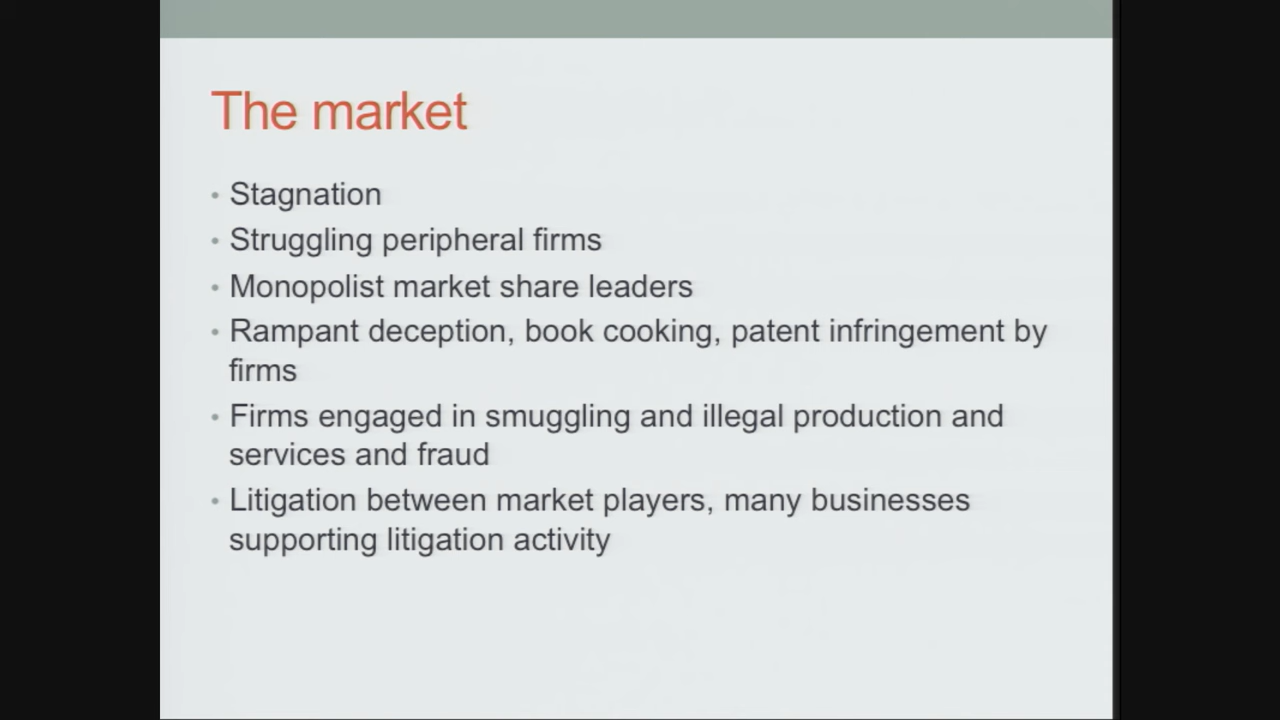 The market
• Stagnation
• Struggling peripheral firms
• Monopolist market share leaders
• Rampant deception, book cooking, patent infringement by
firms
• Firms engaged in smuggling and illegal production and
services and fraud
• Litigation between market players, many businesses
supporting litigation activity